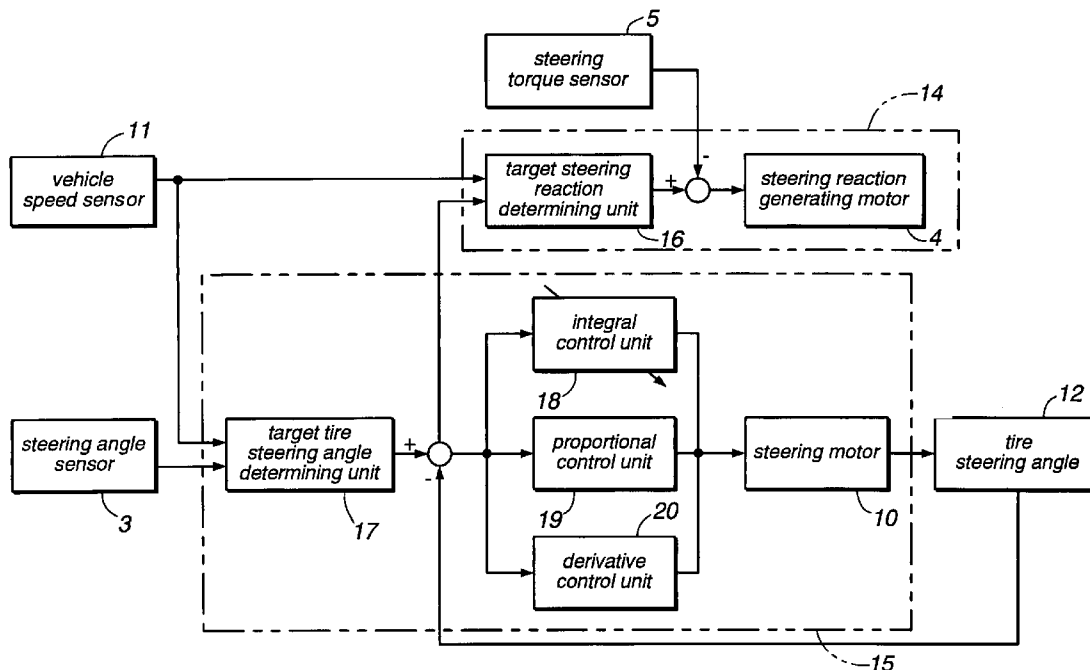 5
steering
torque sensor
14
11
vehicle
speed sensor
target steering
reaction
determining unit
16
+
-
steering reaction
generating motor
4
integral
control unit
18
12
steering angle
sensor
3
target tire
steering angle
determining unit
17
+
-
proportional
control unit
19
steering motor
10
tire
steering angle
20
derivative
control unit
15